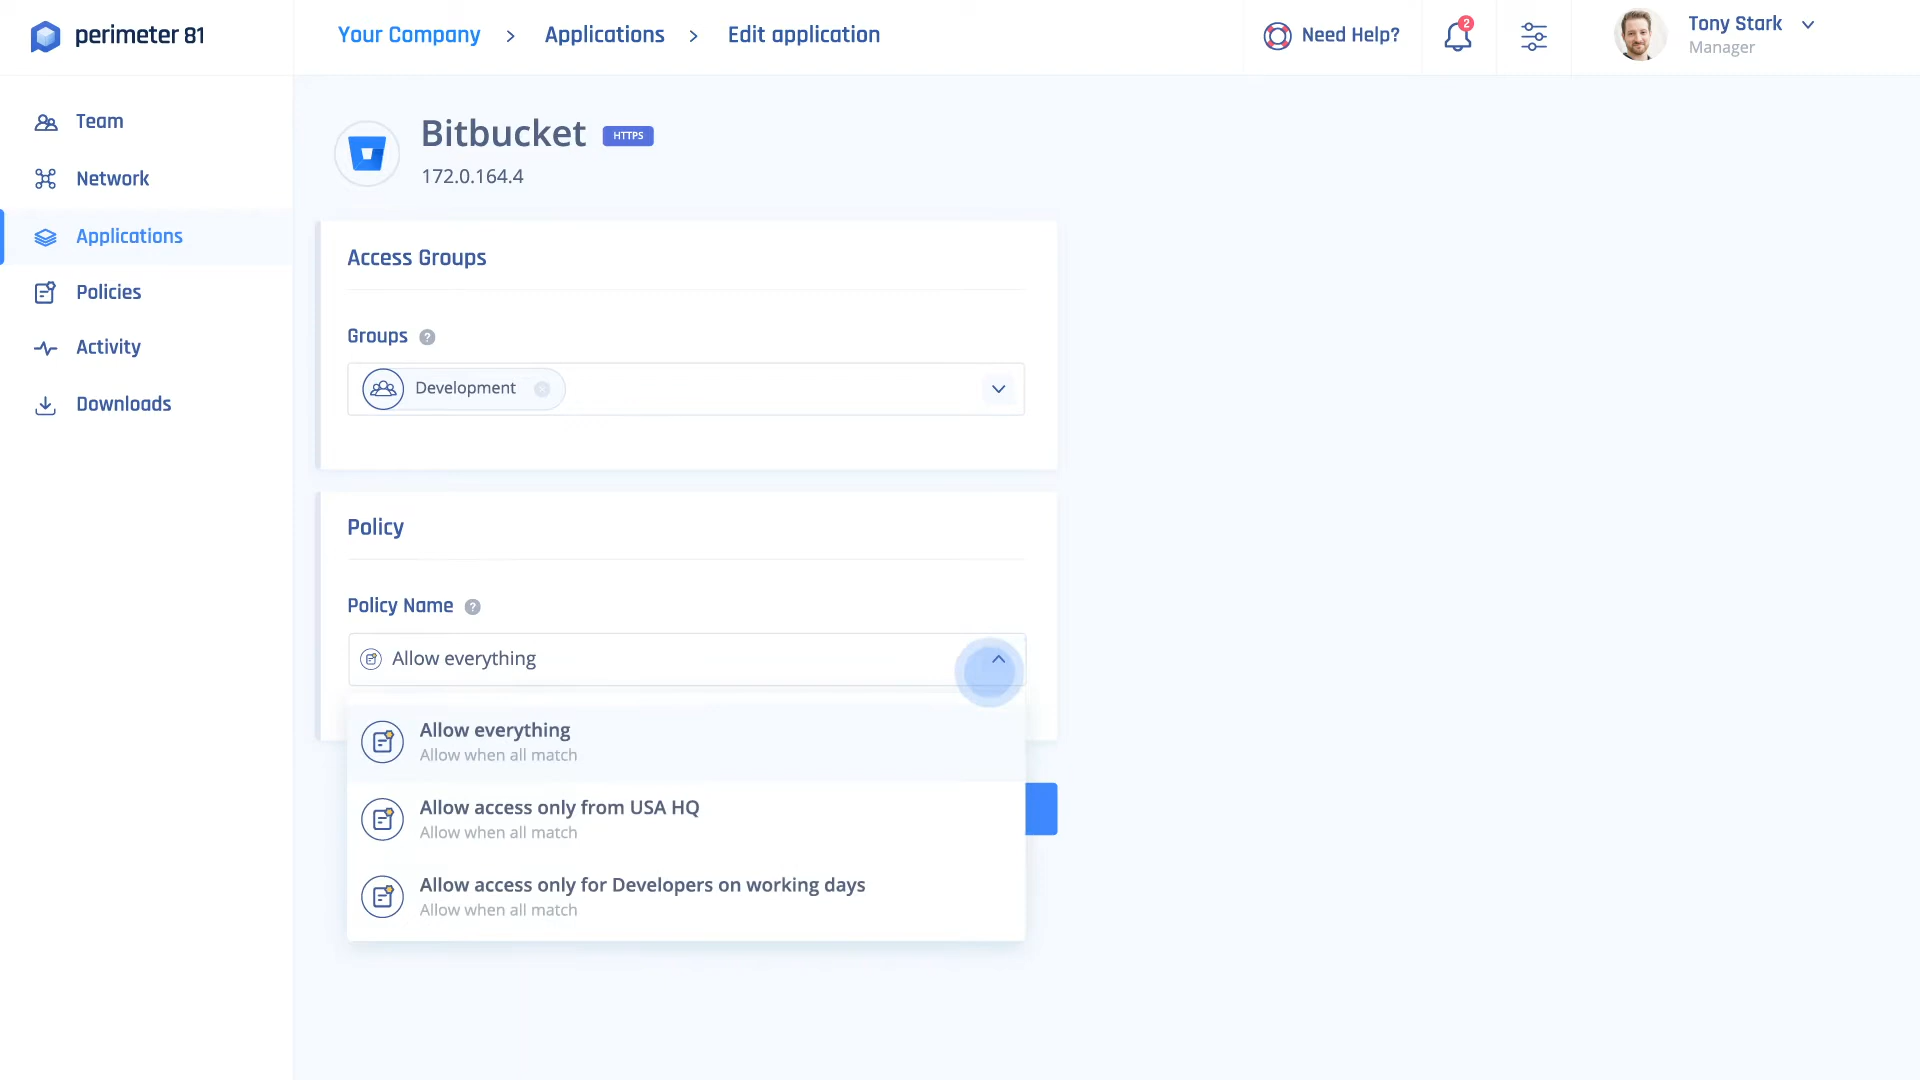 perimeter 81
Your Company > Applications > Edit application
Need Help?
2
Tony Stark
Manager
Team
Network
Applications
Policies
Activity
Downloads
Bitbucket HTTPS
172.0.164.4
Access Groups
Groups ?
Development
Policy
Policy Name ?
Allow everything
Allow everything
Allow when all match
Allow access only from USA HQ
Allow when all match
Allow access only for Developers on working days
Allow when all match